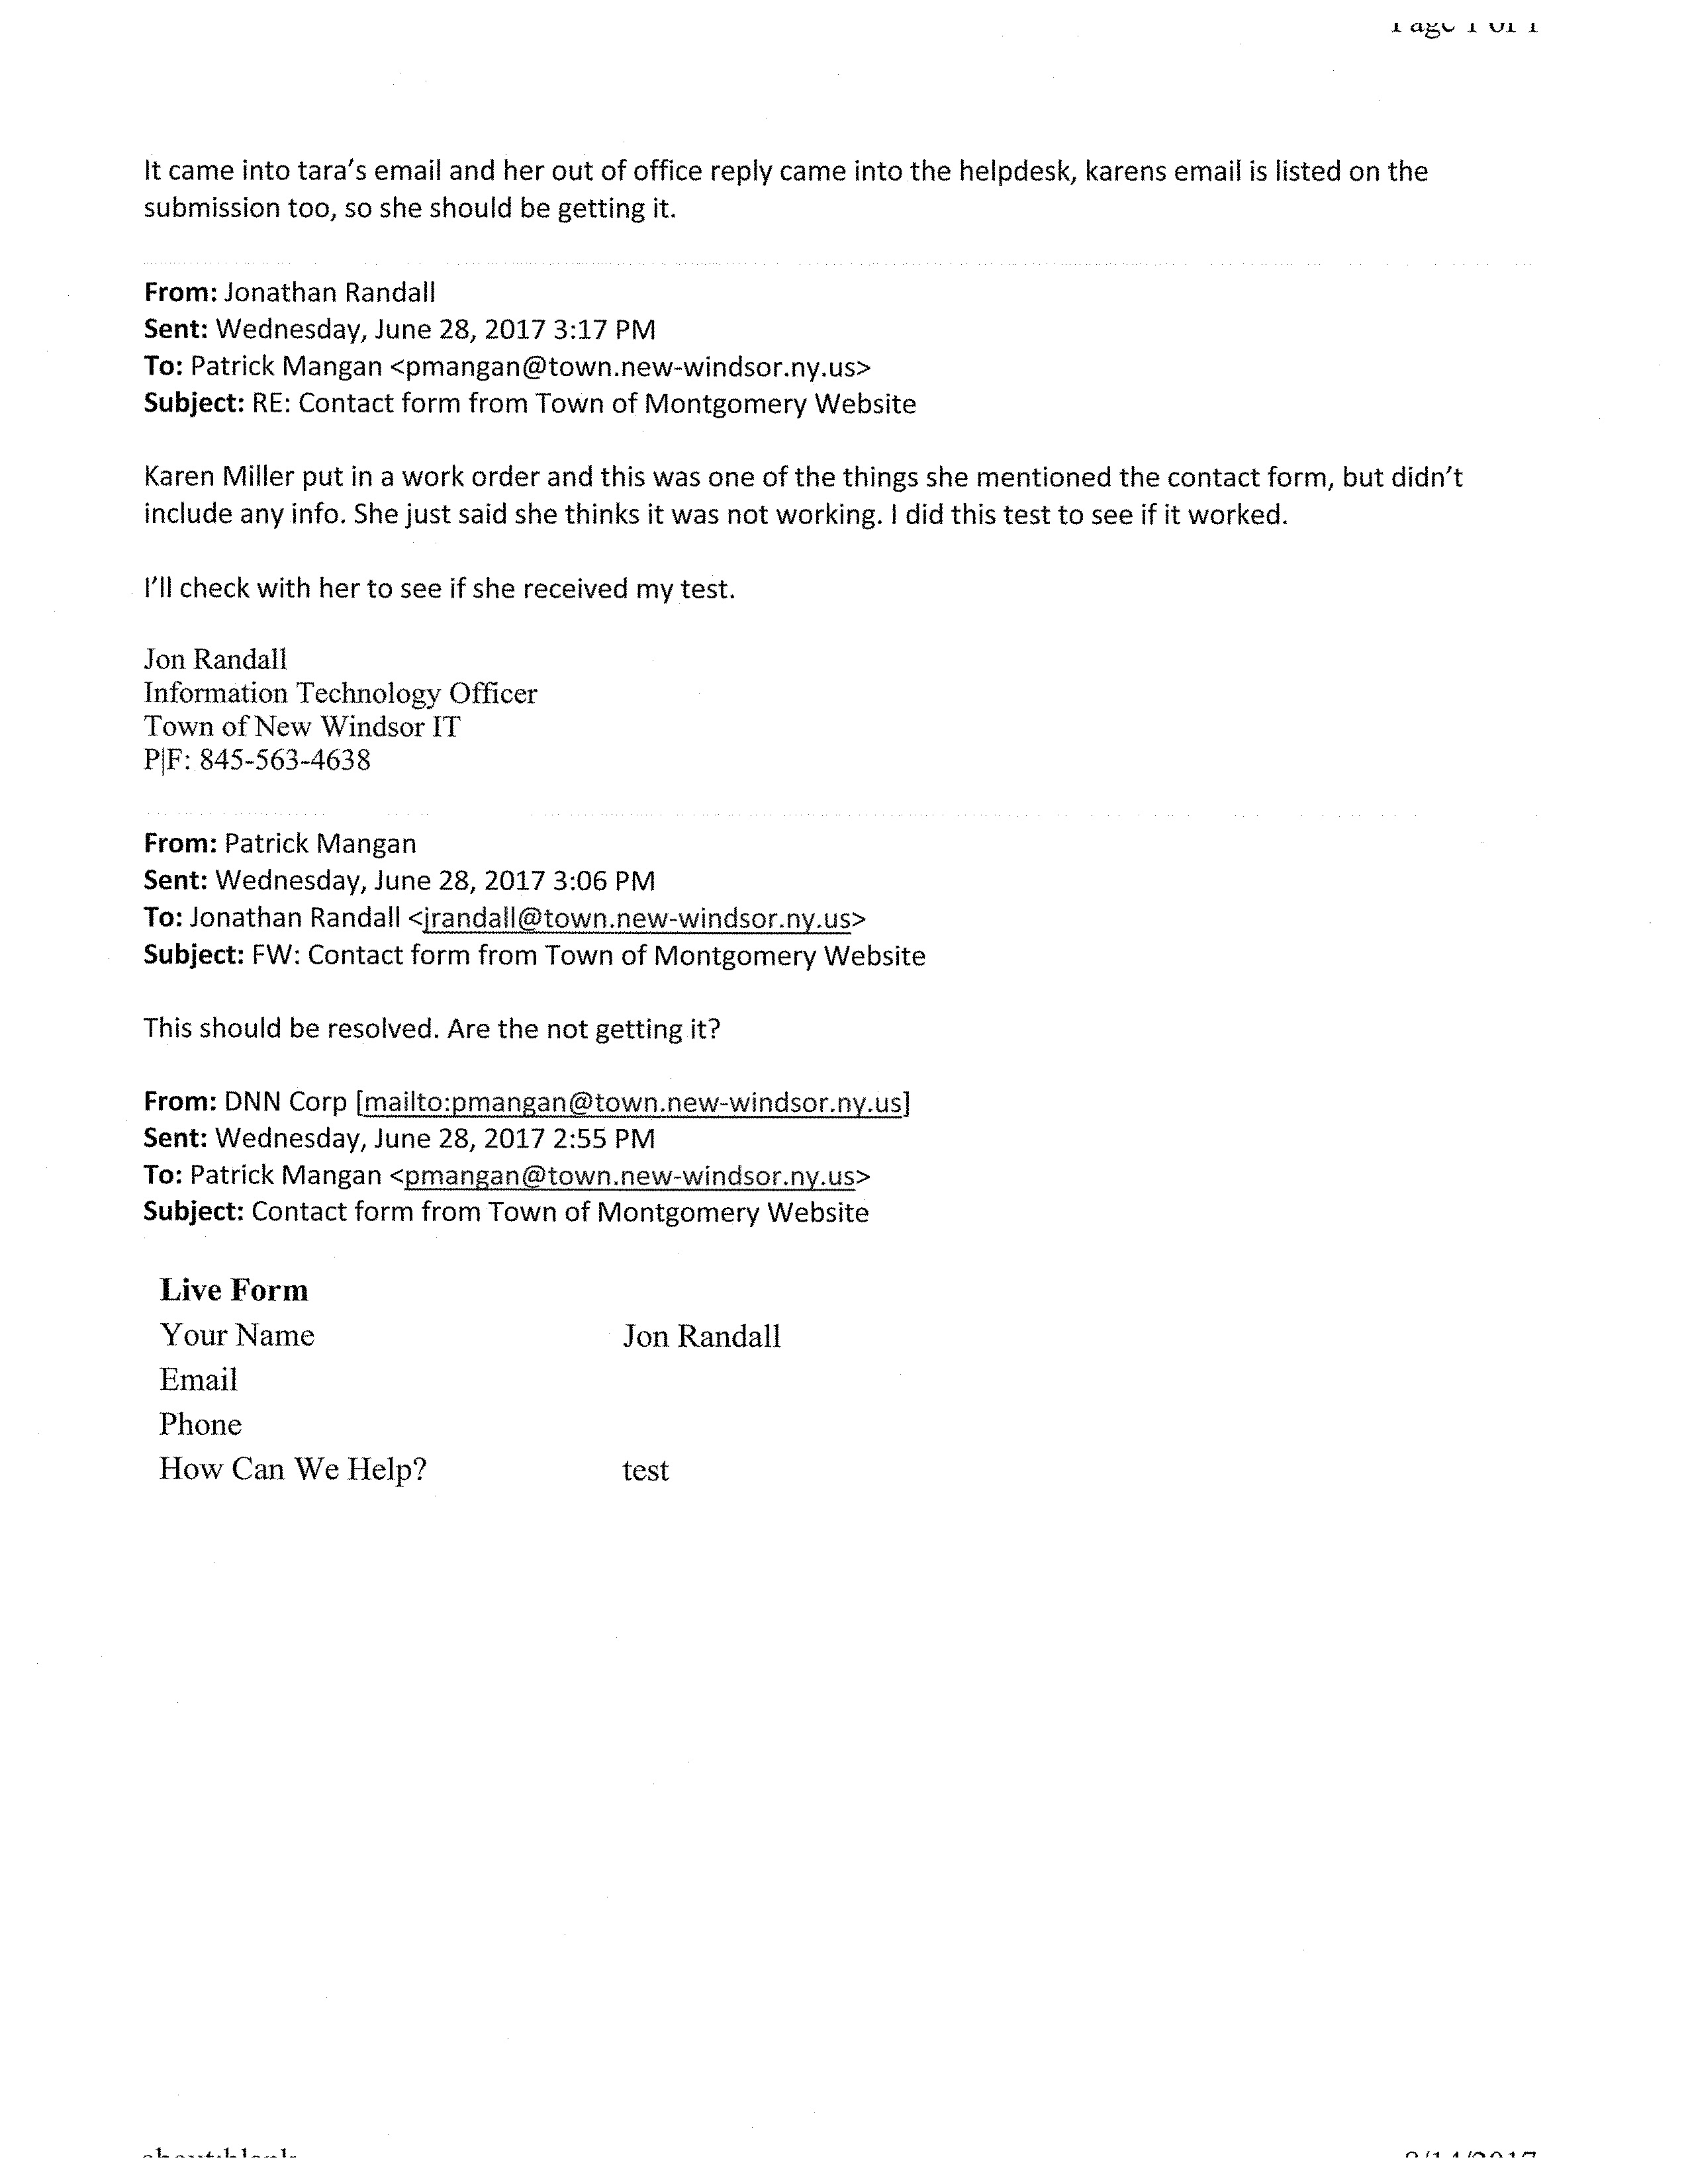 Page 1 of 1
It came into tara's email and her out of office reply came into the helpdesk, karens email is listed on the
submission too, so she should be getting it.
From: Jonathan Randall
Sent: Wednesday, June 28, 2017 3:17 PM
To: Patrick Mangan <pmangan@town.new-windsor.ny.us>
Subject: RE: Contact form from Town of Montgomery Website
Karen Miller put in a work order and this was one of the things she mentioned the contact form, but didn't
include any info. She just said she thinks it was not working. I did this test to see if it worked.
I'll check with her to see if she received my test.
Jon Randall
Information Technology Officer
Town of New Windsor IT
P|F: 845-563-4638
From: Patrick Mangan
Sent: Wednesday, June 28, 2017 3:06 PM
To: Jonathan Randall <jrandall@town.new-windsor.ny.us>
Subject: FW: Contact form from Town of Montgomery Website
This should be resolved. Are the not getting it?
From: DNN Corp [mailto:pmangan@town.new-windsor.ny.us]
Sent: Wednesday, June 28, 2017 2:55 PM
To: Patrick Mangan <pmangan@town.new-windsor.ny.us>
Subject: Contact form from Town of Montgomery Website
Live Form
Your Name Jon Randall
Email
Phone
How Can We Help? test
about:blank 8/14/2017